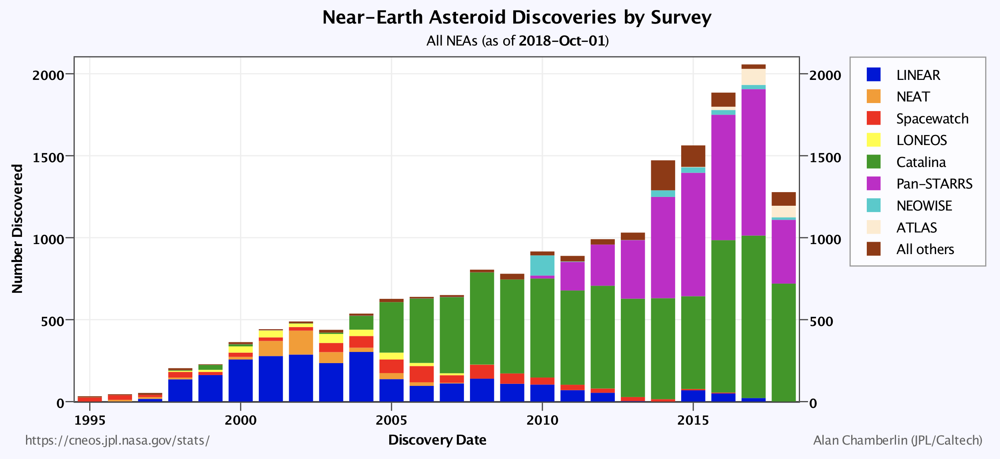 Near-Earth Asteroid Discoveries by Survey
All NEAs (as of 2018-Oct-01)
Number Discovered
2000
1500
1000
500
0
2000
1500
1000
500
0
1995
2000
2005
2010
2015
Discovery Date
LINEAR
NEAT
Spacewatch
LONEOS
Catalina
Pan-STARRS
NEOWISE
ATLAS
All others
https://cneos.jpl.nasa.gov/stats/
Alan Chamberlin (JPL/Caltech)